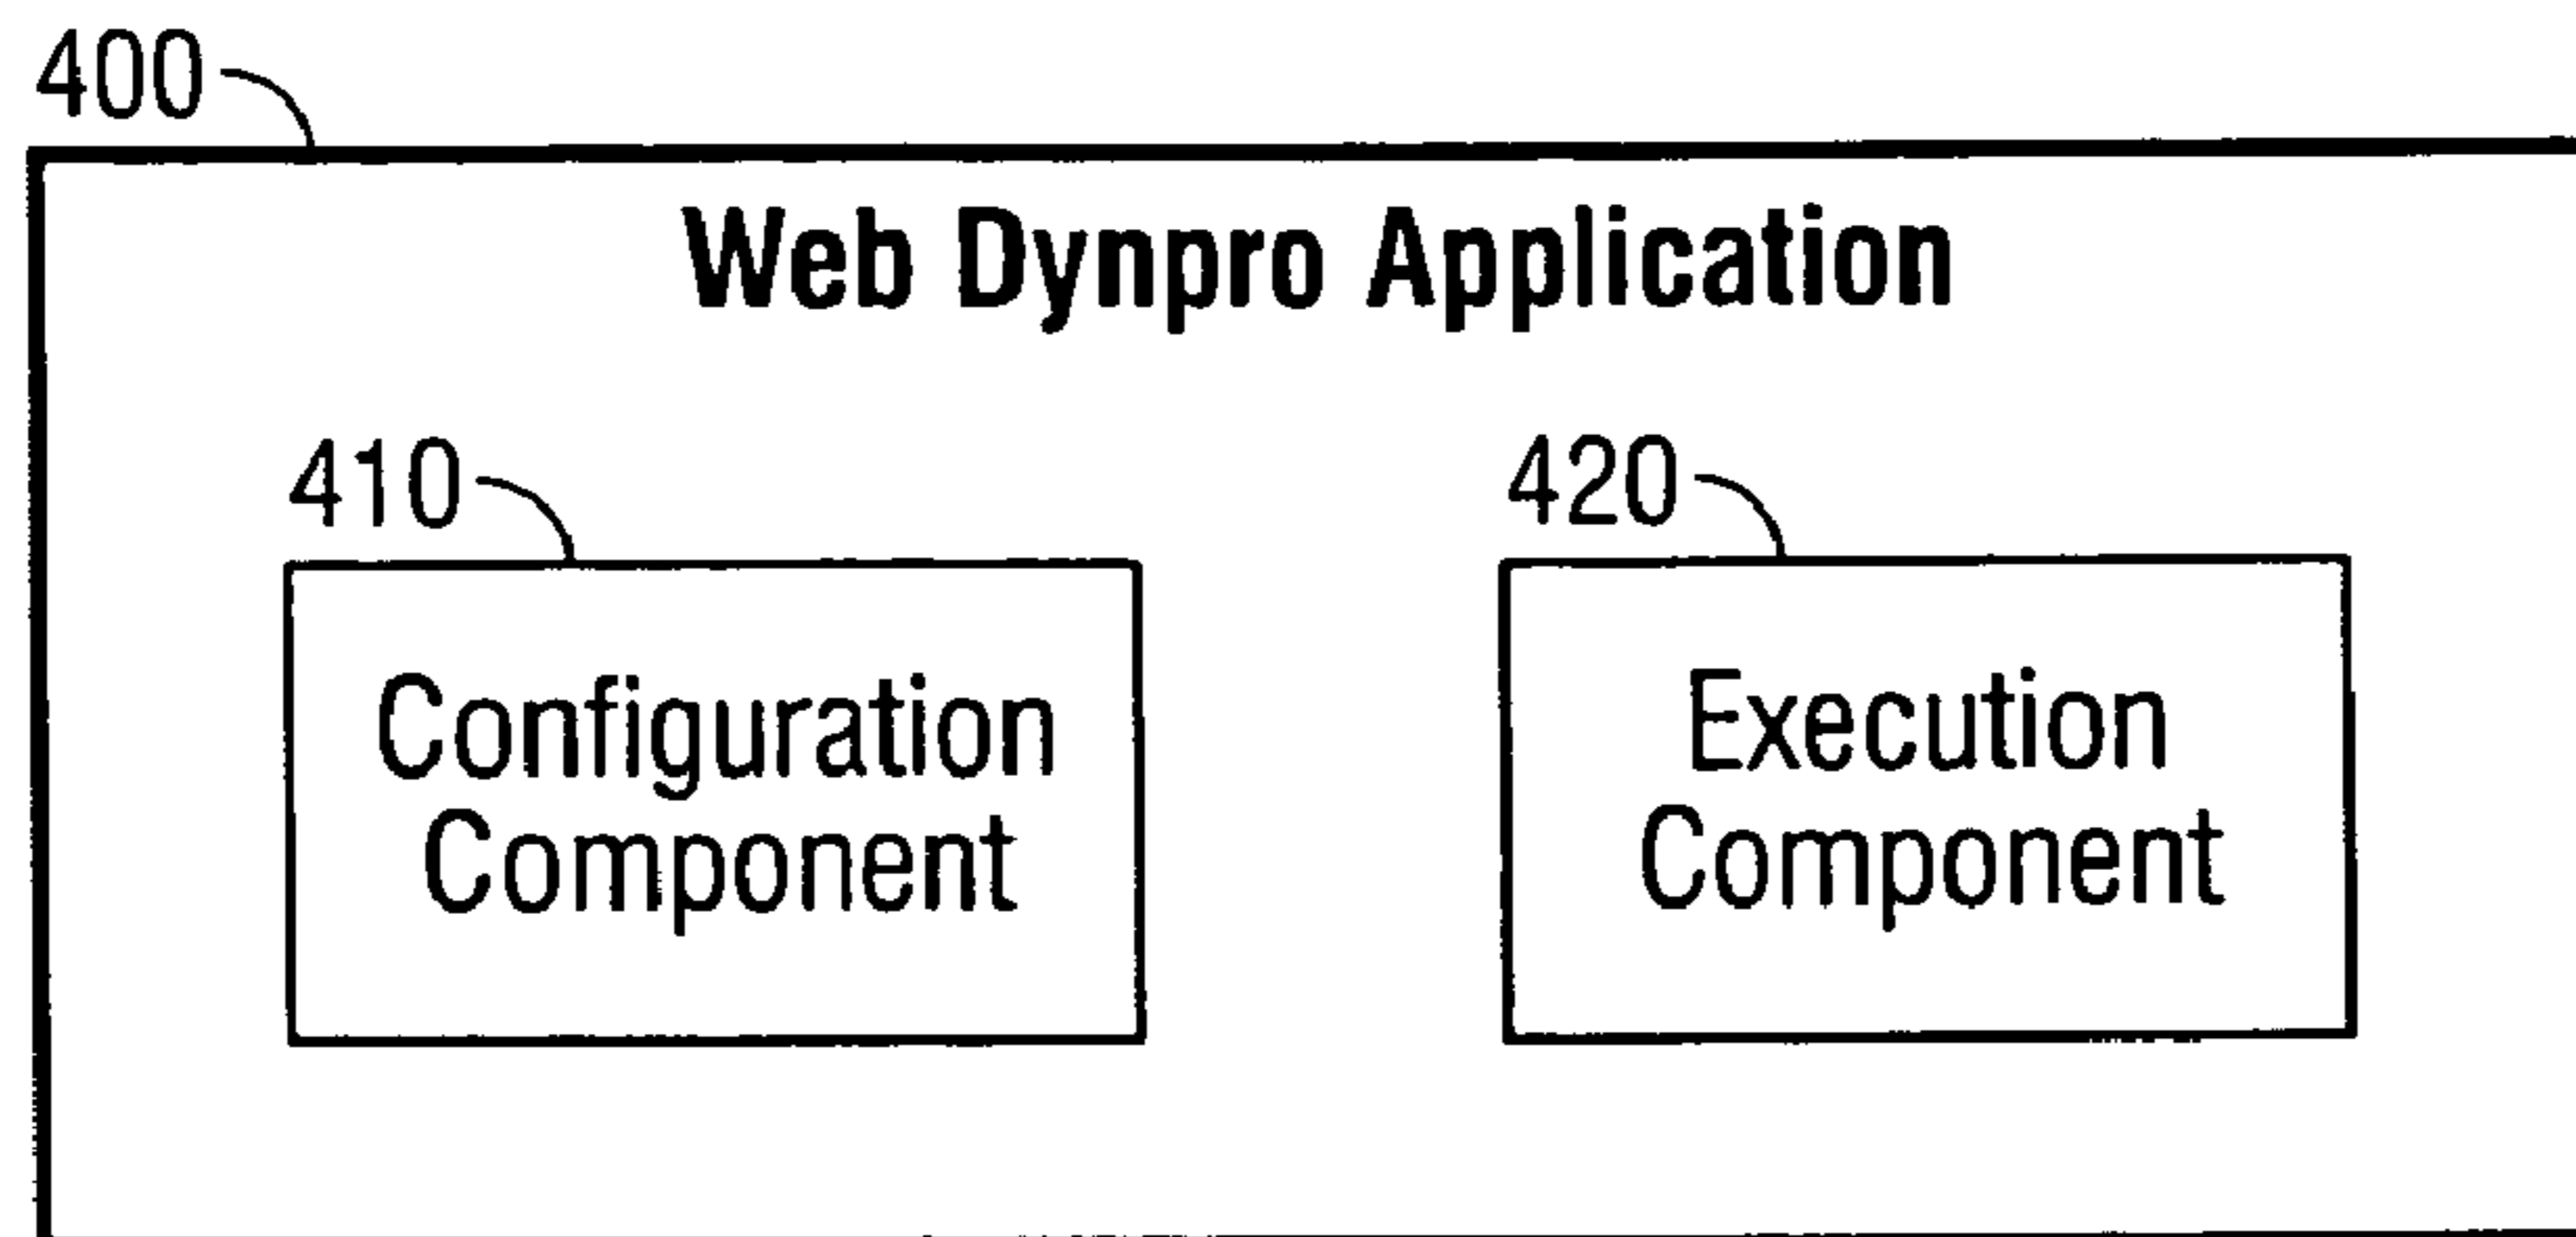 400
Web Dynpro Application
410
420
Configuration
Component
Execution
Component